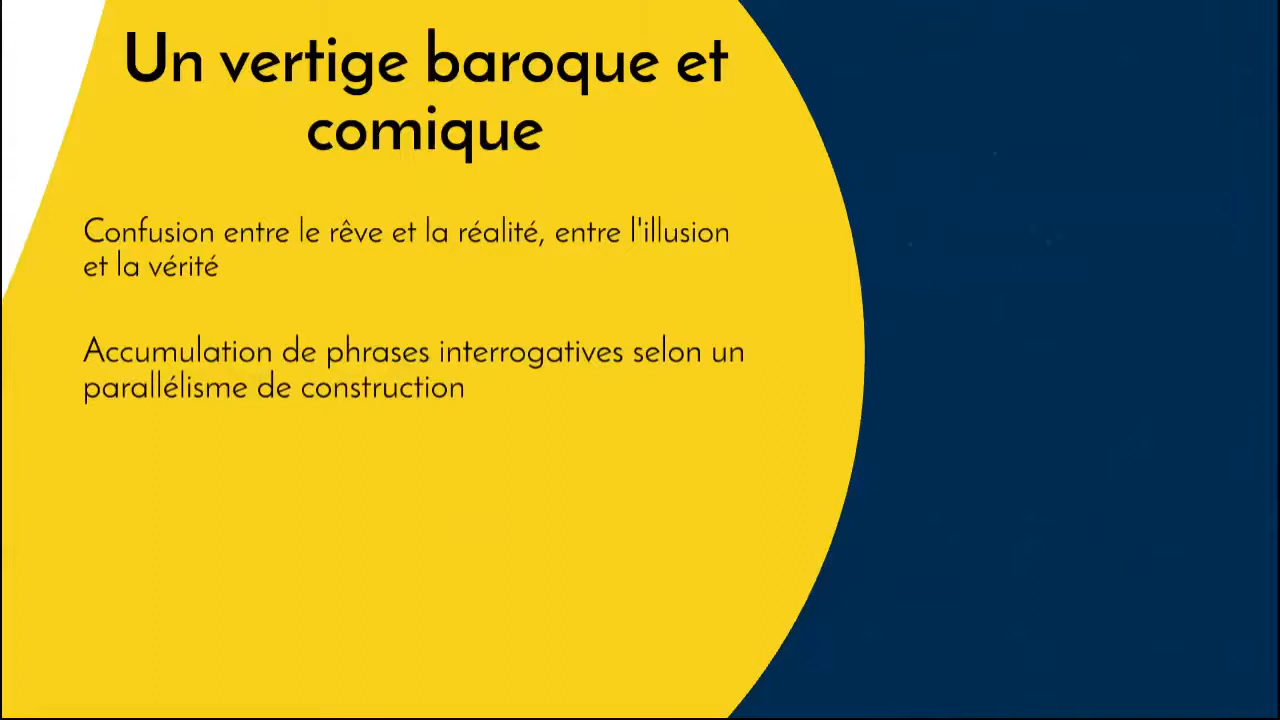 Un vertige baroque et
comique
Confusion entre le rêve et la réalité, entre l'illusion
et la vérité
Accumulation de phrases interrogatives selon un
parallélisme de construction